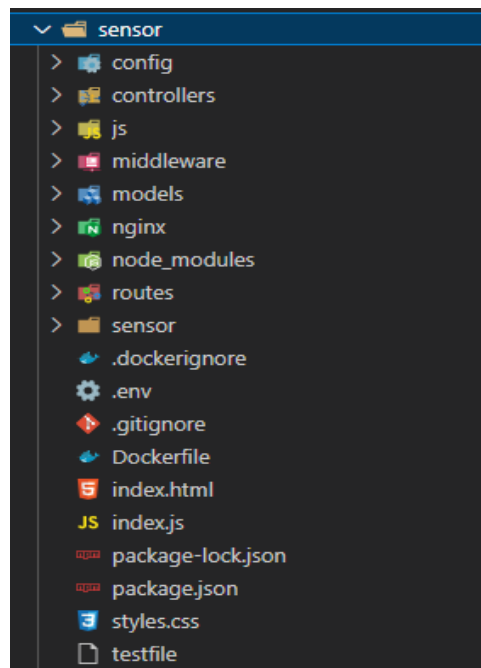 sensor
config
controllers
js
middleware
models
nginx
node_modules
routes
sensor
.dockerignore
.env
.gitignore
Dockerfile
index.html
JS index.js
package-lock.json
package.json
styles.css
testfile